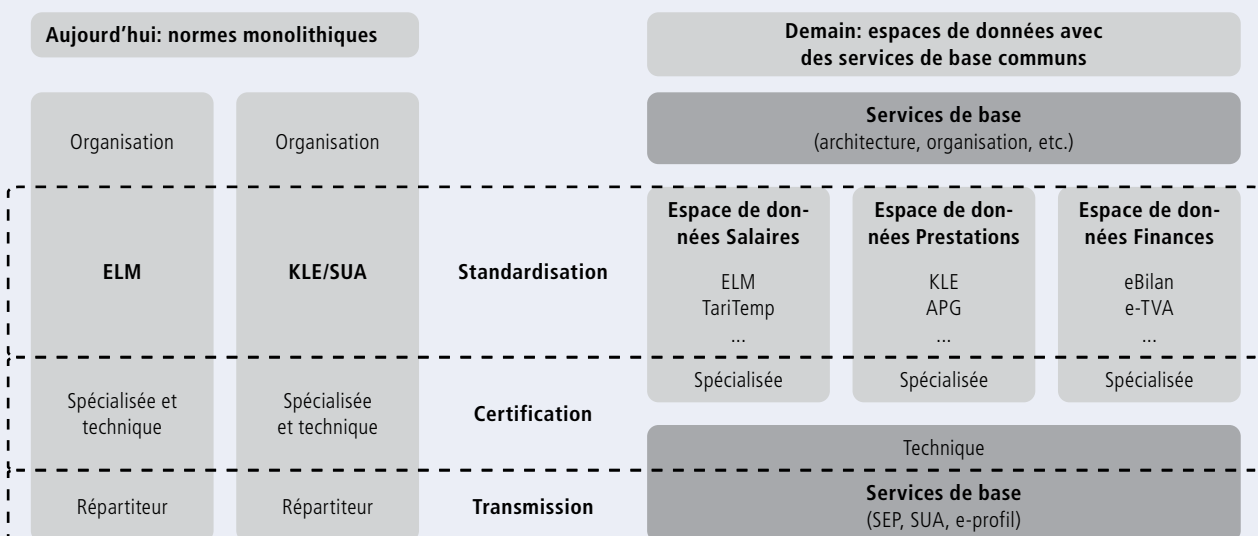 Aujourd’hui: normes monolithiques
Demain: espaces de données avec
des services de base communs
Organisation
Organisation
Services de base
(architecture, organisation, etc.)
ELM
KLE/SUA
Standardisation
Espace de don-
nées Salaires
ELM
TariTemp
...
Espace de don-
nées Prestations
KLE
APG
...
Espace de don-
nées Finances
eBilan
e-TVA
...
Spécialisée et
technique
Spécialisée
et technique
Certification
Spécialisée
Spécialisée
Spécialisée
Technique
Répartiteur
Répartiteur
Transmission
Services de base
(SEP, SUA, e-profil)